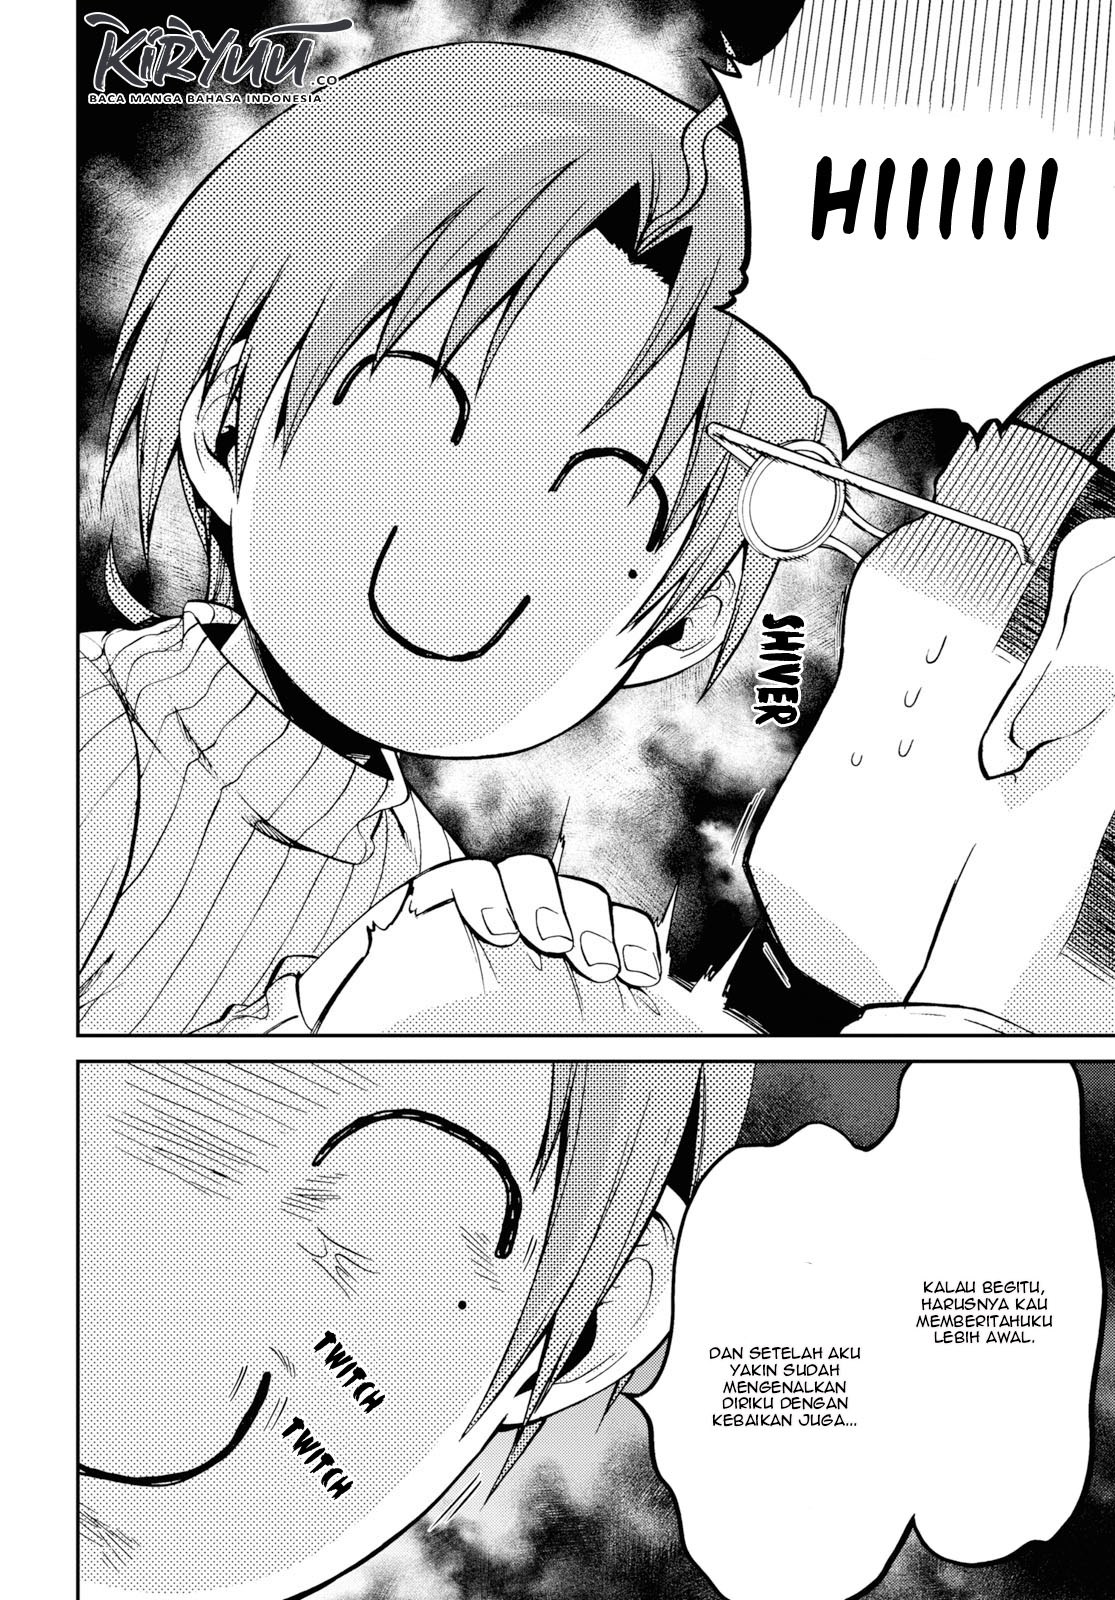 KIRYUU.CO
BACA MANGA BAHASA INDONESIA
HIIIIII
SHIVER
KALAU BEGITU,
HARUSNYA KAU
MEMBERITAHUKU
LEBIH AWAL.
DAN SETELAH AKU
YAKIN SUDAH
MENGENALKAN
DIRIKU DENGAN
KEBAIKAN JUGA...
TWITCH
TWITCH